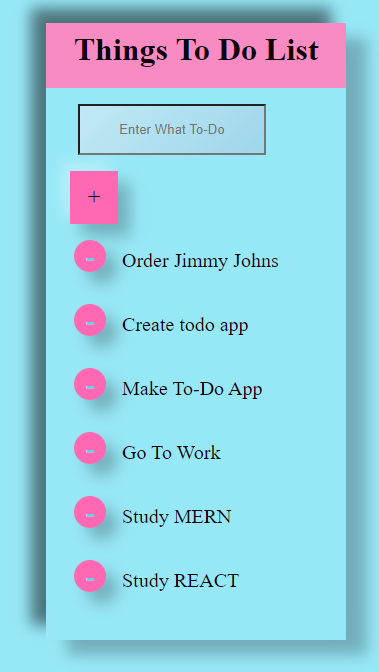 Things To Do List
Enter What To-Do
+
- Order Jimmy Johns
- Create todo app
- Make To-Do App
- Go To Work
- Study MERN
- Study REACT